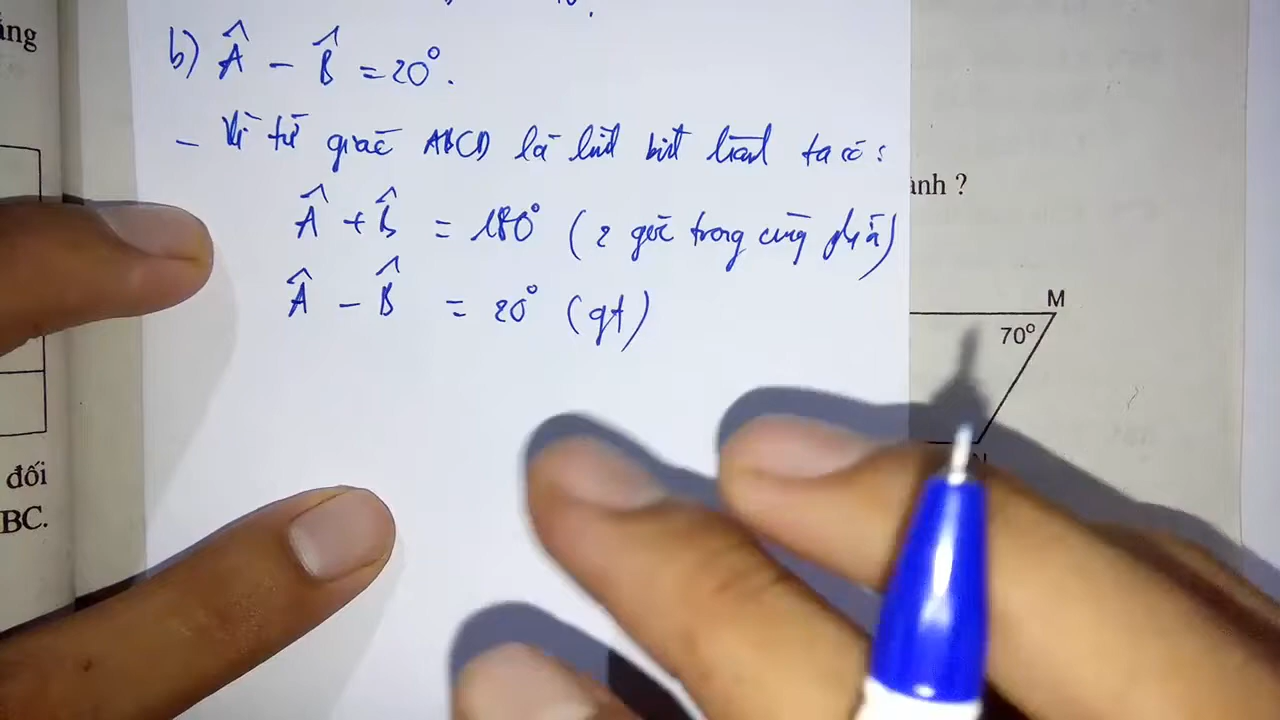 b) Â - B̂ = 20°.
- Vì tứ giác ABCD là hình bình hành ta có :
Â + B̂ = 180° ( 2 góc trong cùng phía )
Â - B̂ = 20° ( gt )
ành ?
M
70°
N
đối
BC.